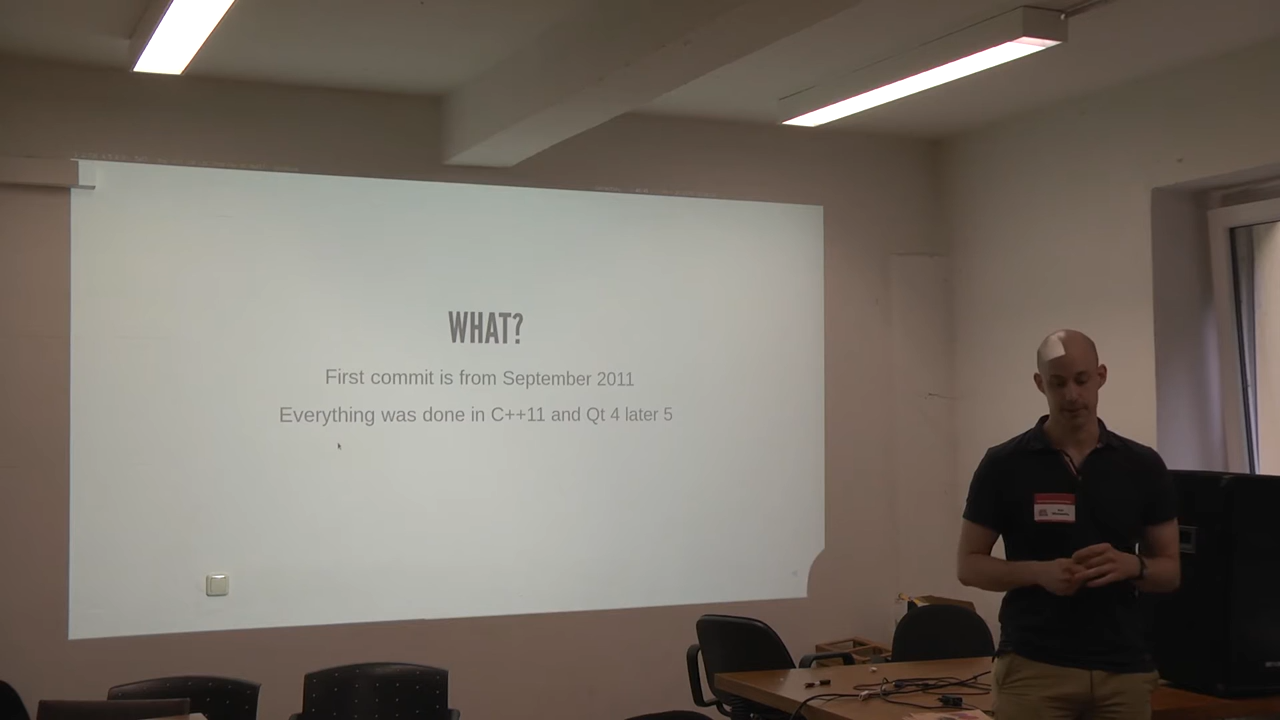 WHAT?
First commit is from September 2011
Everything was done in C++11 and Qt 4 later 5